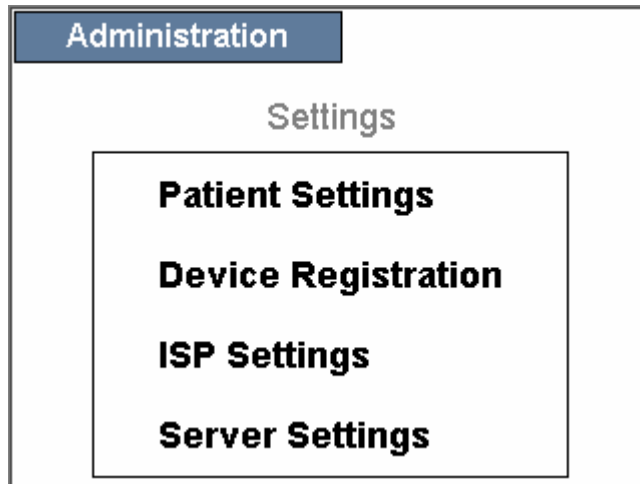 Administration
Settings
Patient Settings
Device Registration
ISP Settings
Server Settings